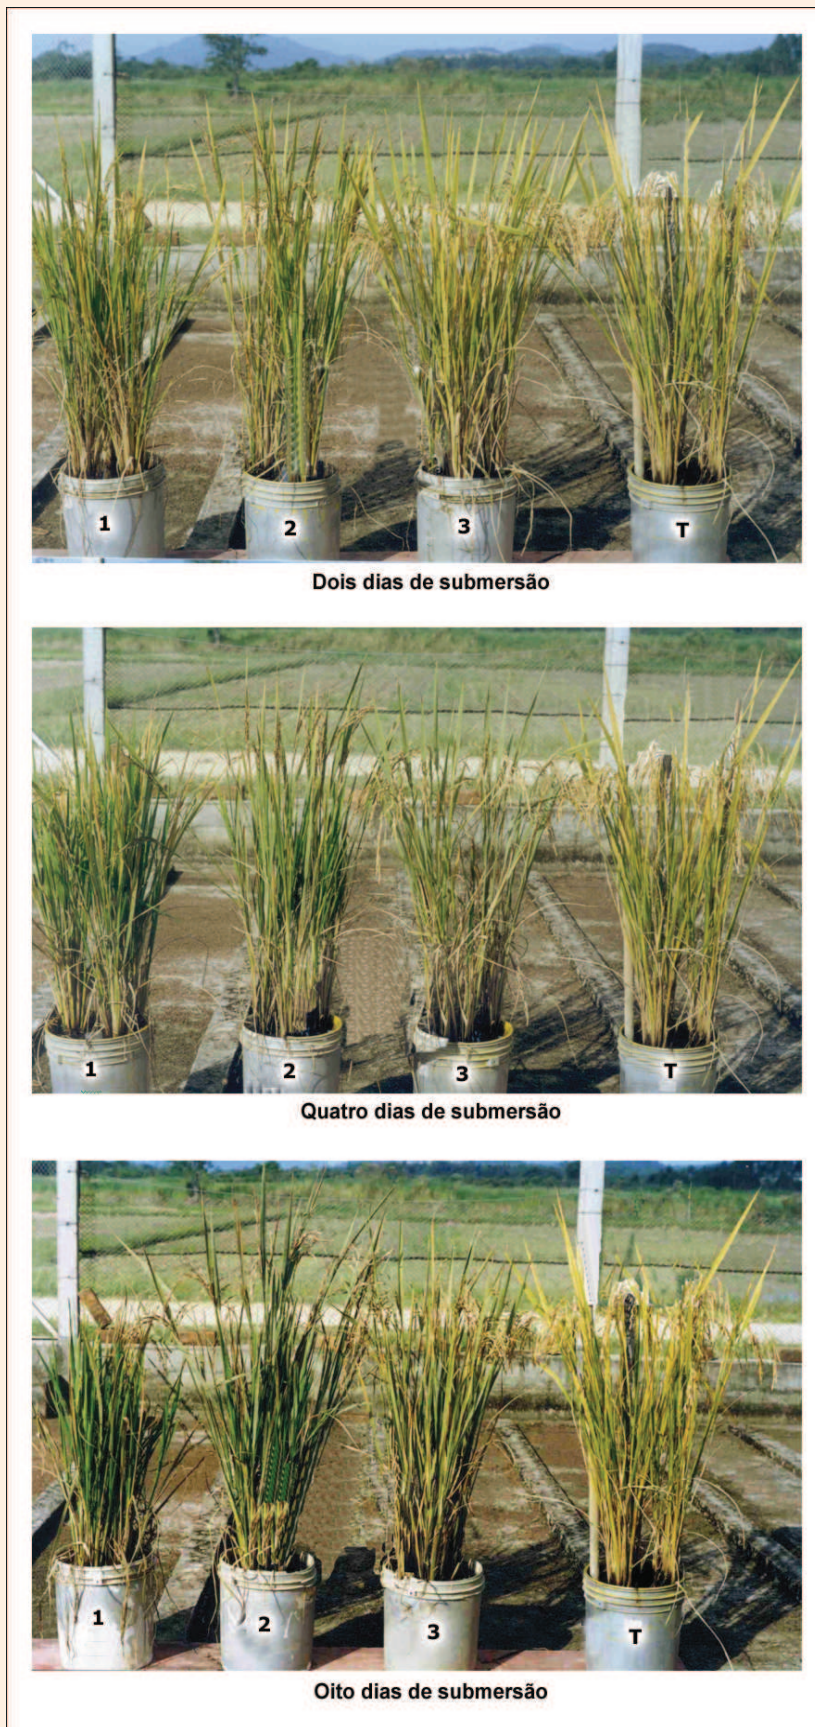 1 2 3 T
Dois dias de submersão
1 2 3 T
Quatro dias de submersão
1 2 3 T
Oito dias de submersão